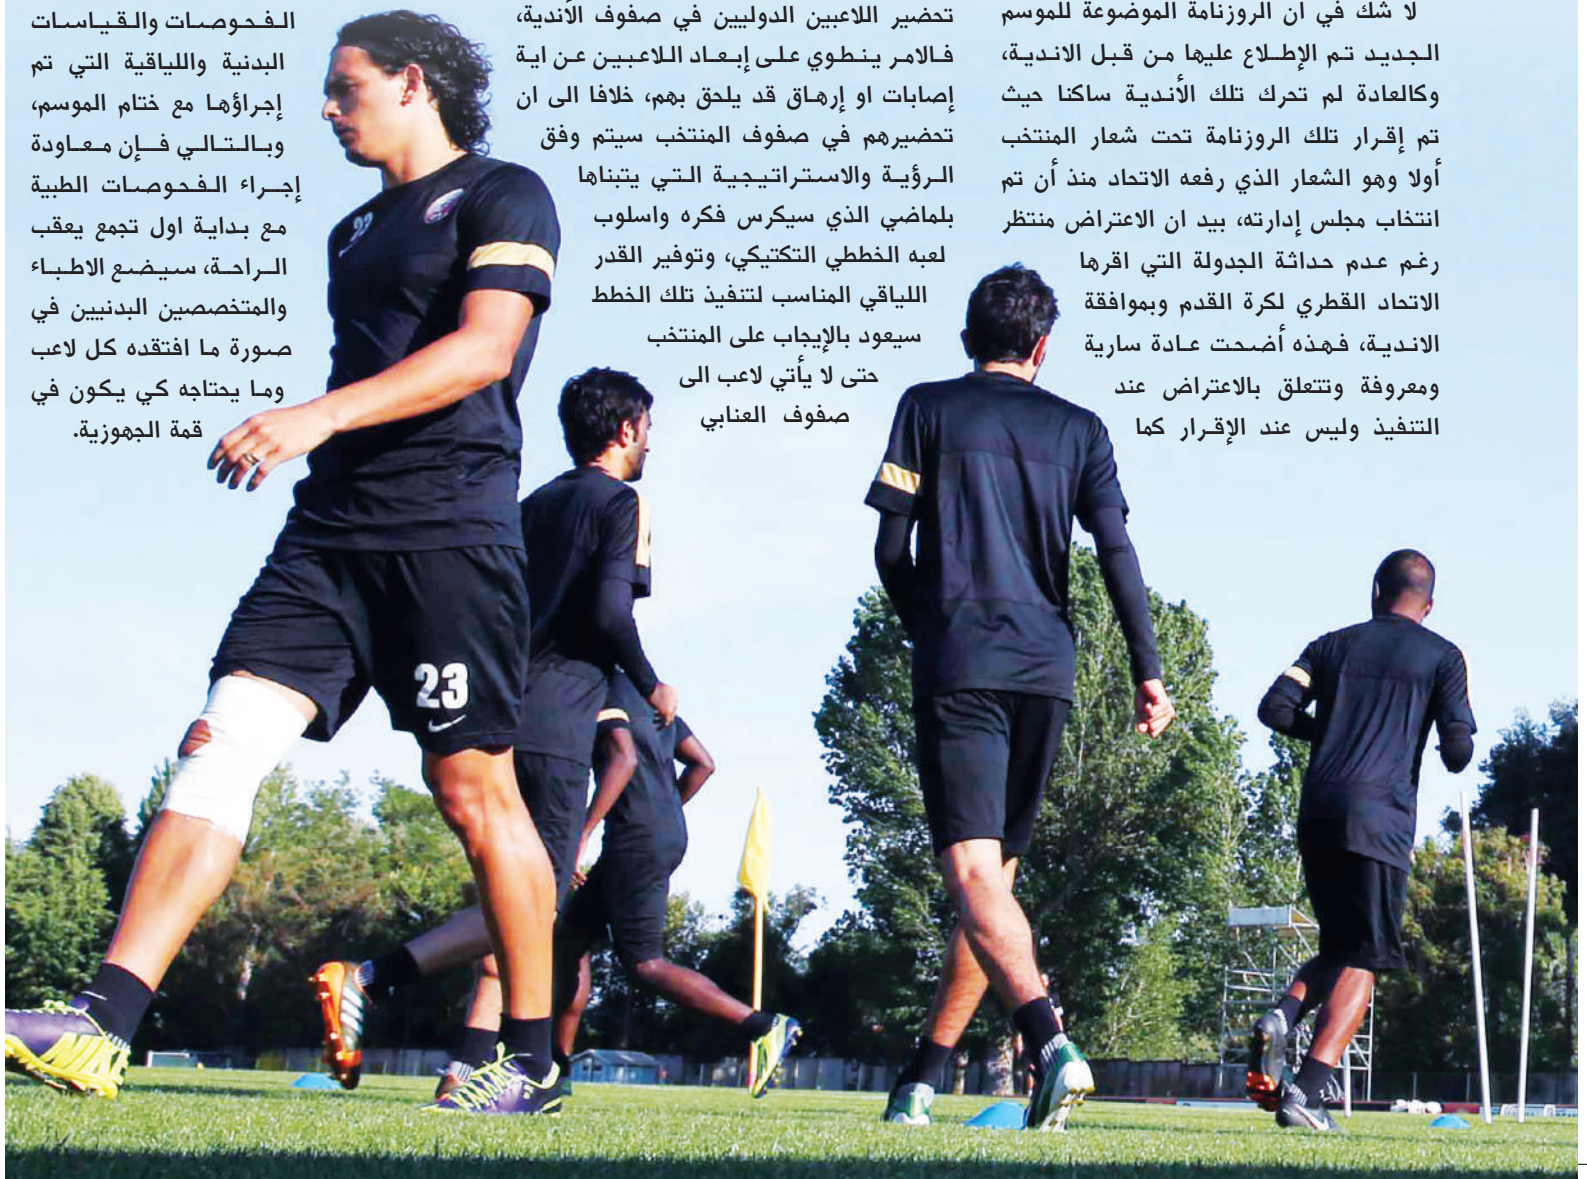 لا شك في ان الروزنامة الموضوعة للموسم
الجديد تم الإطلاع عليها من قبل الاندية،
وكالعادة لم تحرك تلك الأندية ساكنا حيث
تم إقرار تلك الروزنامة تحت شعار المنتخب
أولا وهو الشعار الذي رفعه الاتحاد منذ أن تم
انتخاب مجلس إدارته، بيد ان الاعتراض منتظر
رغم عدم حداثة الجدولة التي اقرها
الاتحاد القطري لكرة القدم وبموافقة
الاندية، فهذه أضحت عادة سارية
ومعروفة وتتعلق بالاعتراض عند
التنفيذ وليس عند الإقرار كما
تحضير اللاعبين الدوليين في صفوف الأندية،
فالامر ينطوي على إبعاد اللاعبين عن اية
إصابات او إرهاق قد يلحق بهم، خلافا الى ان
تحضيرهم في صفوف المنتخب سيتم وفق
الرؤية والاستراتيجية التي يتبناها
بلماضي الذي سيكرس فكره واسلوب
لعبه الخططي التكتيكي، وتوفير القدر
اللياقي المناسب لتنفيذ تلك الخطط
سيعود بالإيجاب على المنتخب
حتى لا يأتي لاعب الى
صفوف العنابي
الفحوصات والقياسات
البدنية واللياقية التي تم
إجراؤها مع ختام الموسم،
وبالتالي فإن معاودة
إجراء الفحوصات الطبية
مع بداية اول تجمع يعقب
الراحة، سيضع الاطباء
والمتخصصين البدنيين في
صورة ما افتقده كل لاعب
وما يحتاجه كي يكون في
قمة الجهوزية.
23
23